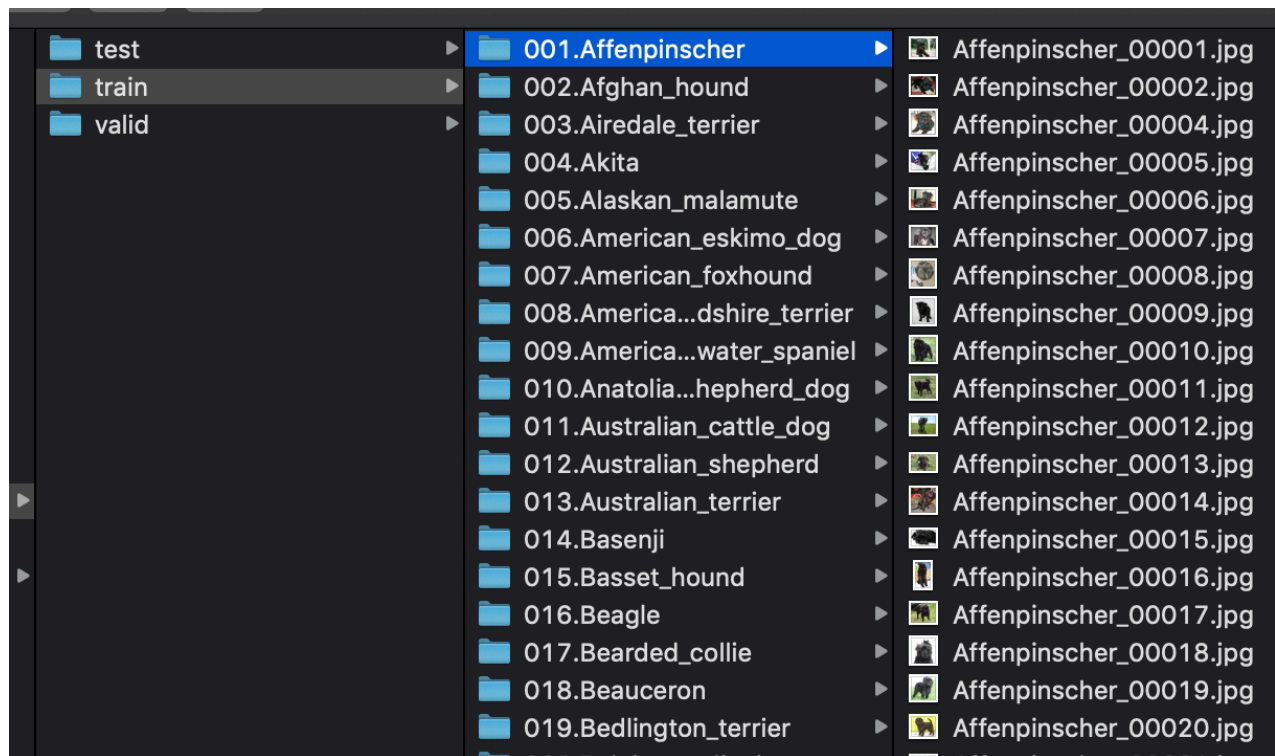 test
train
valid
001.Affenpinscher
002.Afghan_hound
003.Airedale_terrier
004.Akita
005.Alaskan_malamute
006.American_eskimo_dog
007.American_foxhound
008.America...dshire_terrier
009.America...water_spaniel
010.Anatolia...hepherd_dog
011.Australian_cattle_dog
012.Australian_shepherd
013.Australian_terrier
014.Basenji
015.Basset_hound
016.Beagle
017.Bearded_collie
018.Beauceron
019.Bedlington_terrier
Affenpinscher_00001.jpg
Affenpinscher_00002.jpg
Affenpinscher_00004.jpg
Affenpinscher_00005.jpg
Affenpinscher_00006.jpg
Affenpinscher_00007.jpg
Affenpinscher_00008.jpg
Affenpinscher_00009.jpg
Affenpinscher_00010.jpg
Affenpinscher_00011.jpg
Affenpinscher_00012.jpg
Affenpinscher_00013.jpg
Affenpinscher_00014.jpg
Affenpinscher_00015.jpg
Affenpinscher_00016.jpg
Affenpinscher_00017.jpg
Affenpinscher_00018.jpg
Affenpinscher_00019.jpg
Affenpinscher_00020.jpg